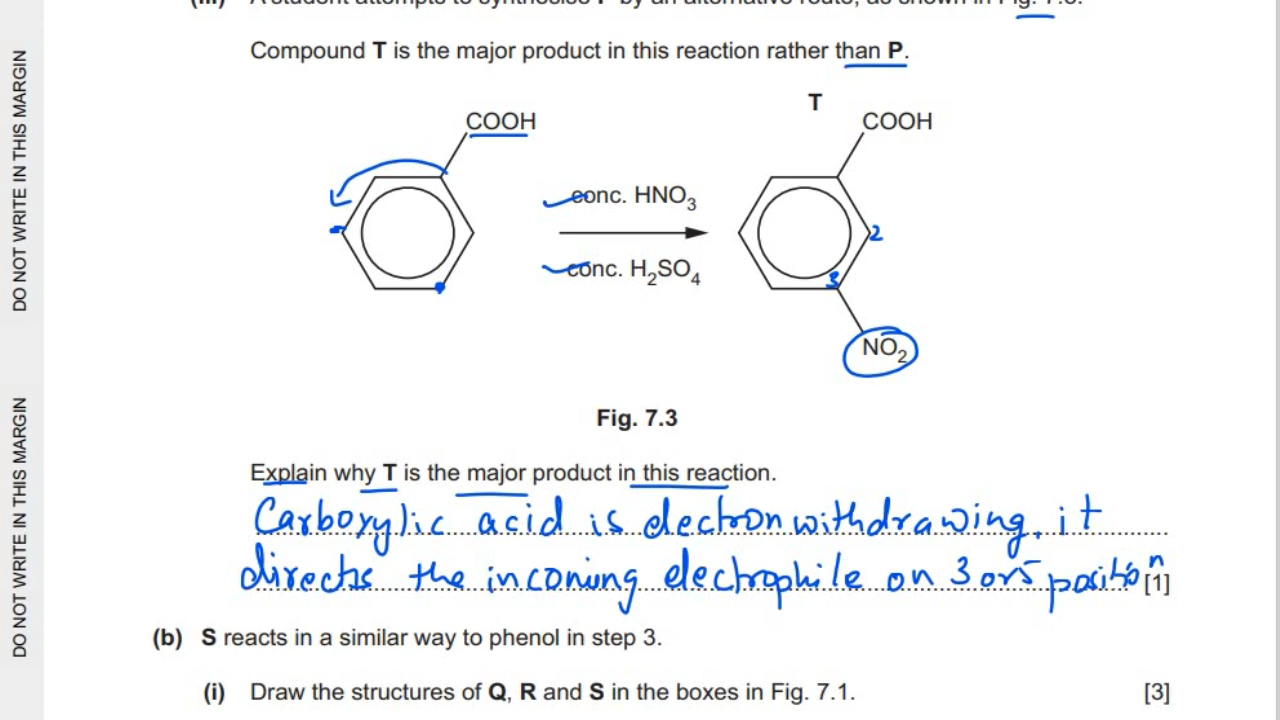 Compound T is the major product in this reaction rather than P.
T
COOH
COOH
conc. HNO3
conc. H2SO4
2
3
NO2
Fig. 7.3
Explain why T is the major product in this reaction.
Carboxylic acid is electron withdrawing, it
directs the incoming electrophile on 3 or 5 position [1]
(b) S reacts in a similar way to phenol in step 3.
(i) Draw the structures of Q, R and S in the boxes in Fig. 7.1. [3]
DO NOT WRITE IN THIS MARGIN
DO NOT WRITE IN THIS MARGIN